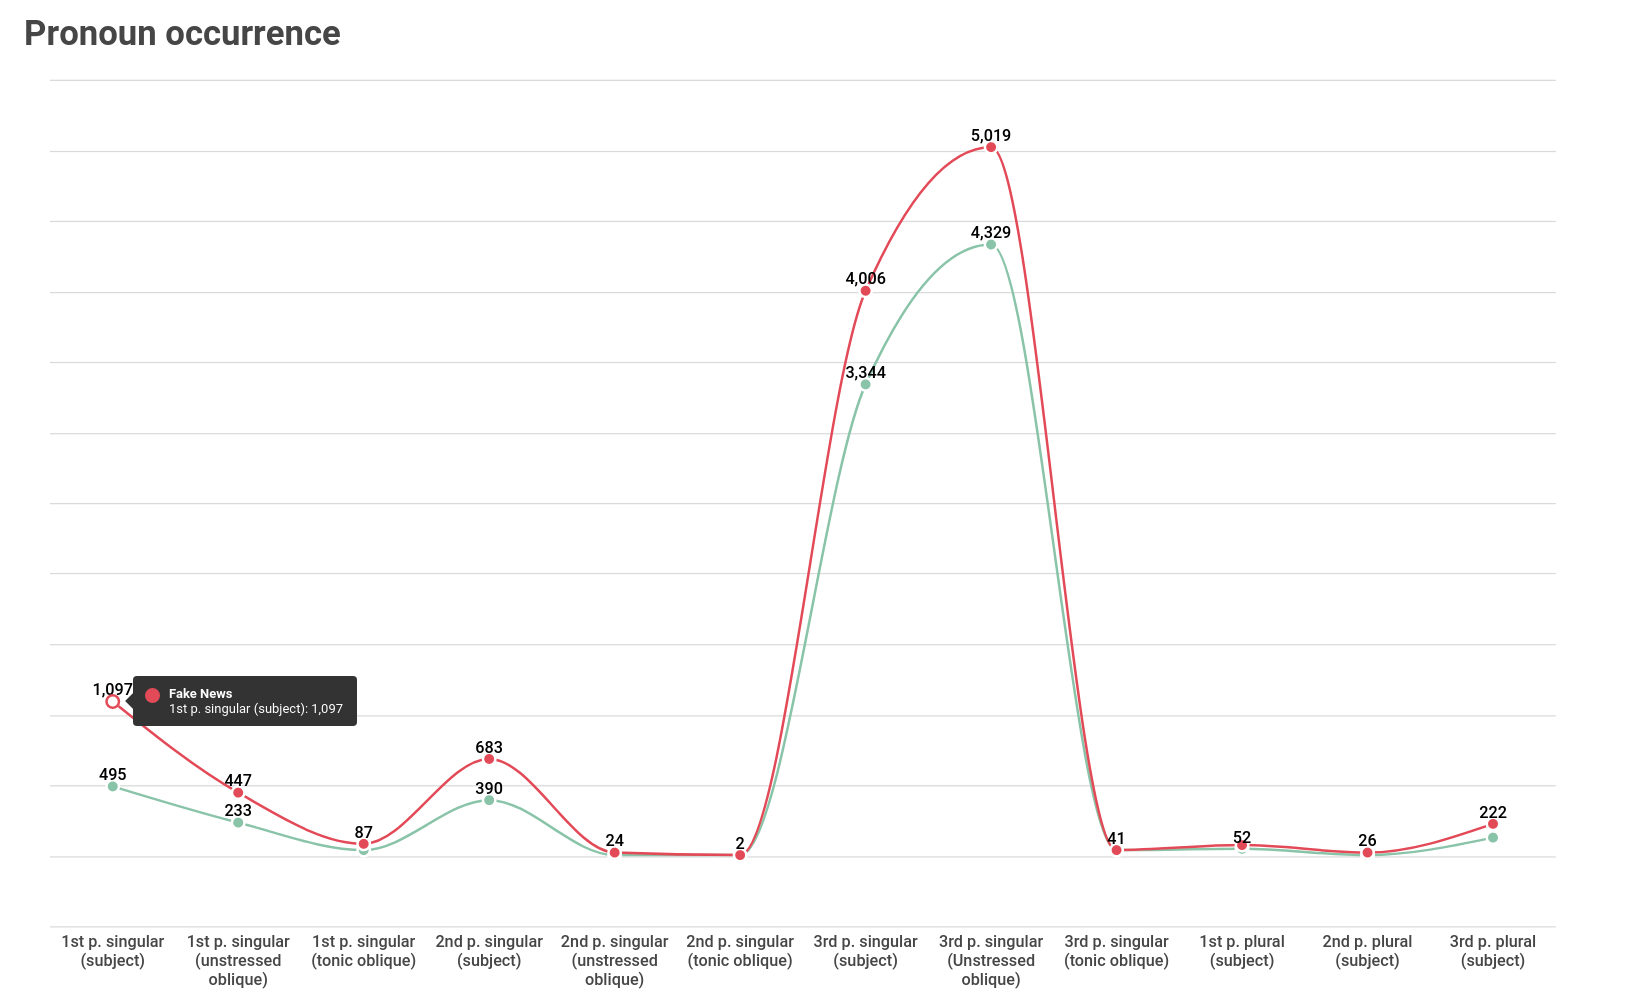 Pronoun occurrence
5,019
4,329
4,006
3,344
1,097
Fake News
1st p. singular (subject): 1,097
495
447
233
87
683
390
24
2
41
52
26
222
1st p. singular
(subject)
1st p. singular
(unstressed
oblique)
1st p. singular
(tonic oblique)
2nd p. singular
(subject)
2nd p. singular
(unstressed
oblique)
2nd p. singular
(tonic oblique)
3rd p. singular
(subject)
3rd p. singular
(Unstressed
oblique)
3rd p. singular
(tonic oblique)
1st p. plural
(subject)
2nd p. plural
(subject)
3rd p. plural
(subject)